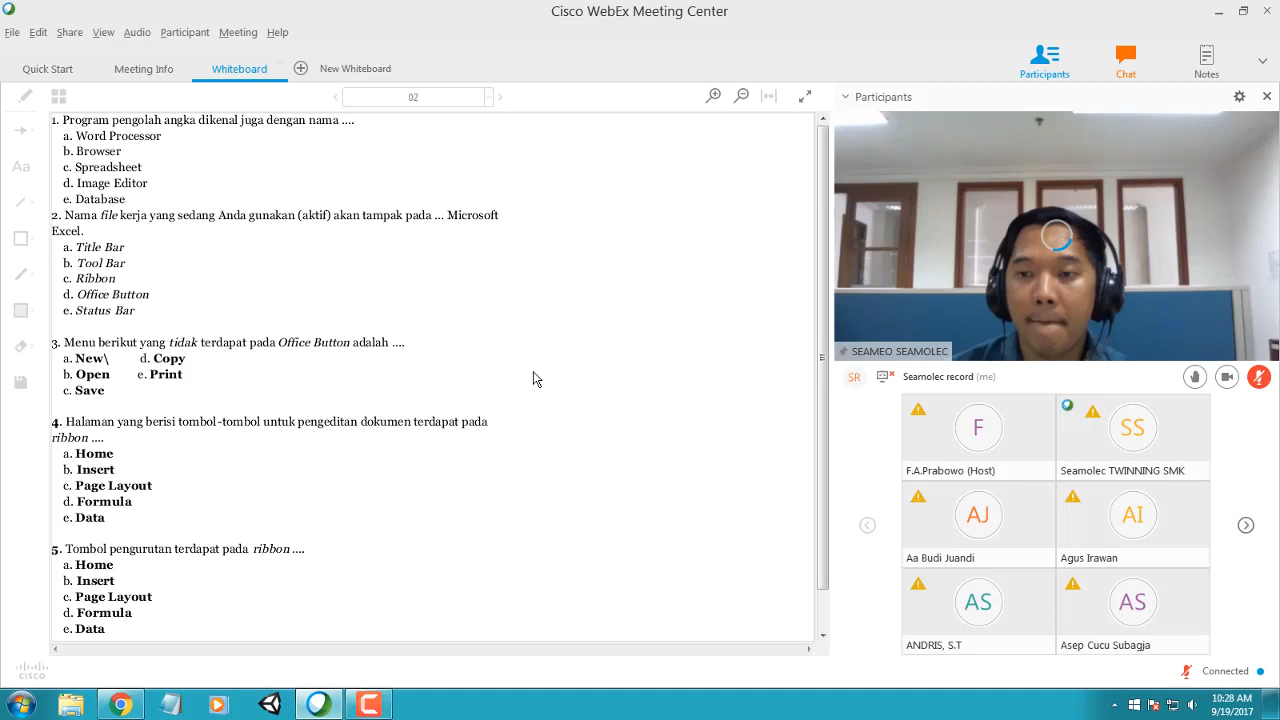 Cisco WebEx Meeting Center
File Edit Share View Audio Participant Meeting Help
Quick Start Meeting Info Whiteboard New Whiteboard
Participants Chat Notes
02
Participants
1. Program pengolah angka dikenal juga dengan nama ....
a. Word Processor
b. Browser
c. Spreadsheet
d. Image Editor
e. Database
2. Nama file kerja yang sedang Anda gunakan (aktif) akan tampak pada ... Microsoft
Excel.
a. Title Bar
b. Tool Bar
c. Ribbon
d. Office Button
e. Status Bar
3. Menu berikut yang tidak terdapat pada Office Button adalah ....
a. New\ d. Copy
b. Open e. Print
c. Save
4. Halaman yang berisi tombol-tombol untuk pengeditan dokumen terdapat pada
ribbon ....
a. Home
b. Insert
c. Page Layout
d. Formula
e. Data
5. Tombol pengurutan terdapat pada ribbon ....
a. Home
b. Insert
c. Page Layout
d. Formula
e. Data
Aa
SEAMEO SEAMOLEC
SR Seamolec record (me)
F SS
F.A.Prabowo (Host) Seamolec TWINNING SMK
AJ AI
Aa Budi Juandi Agus Irawan
AS AS
ANDRIS, S.T Asep Cucu Subagja
cisco
Connected
10:28 AM
9/19/2017